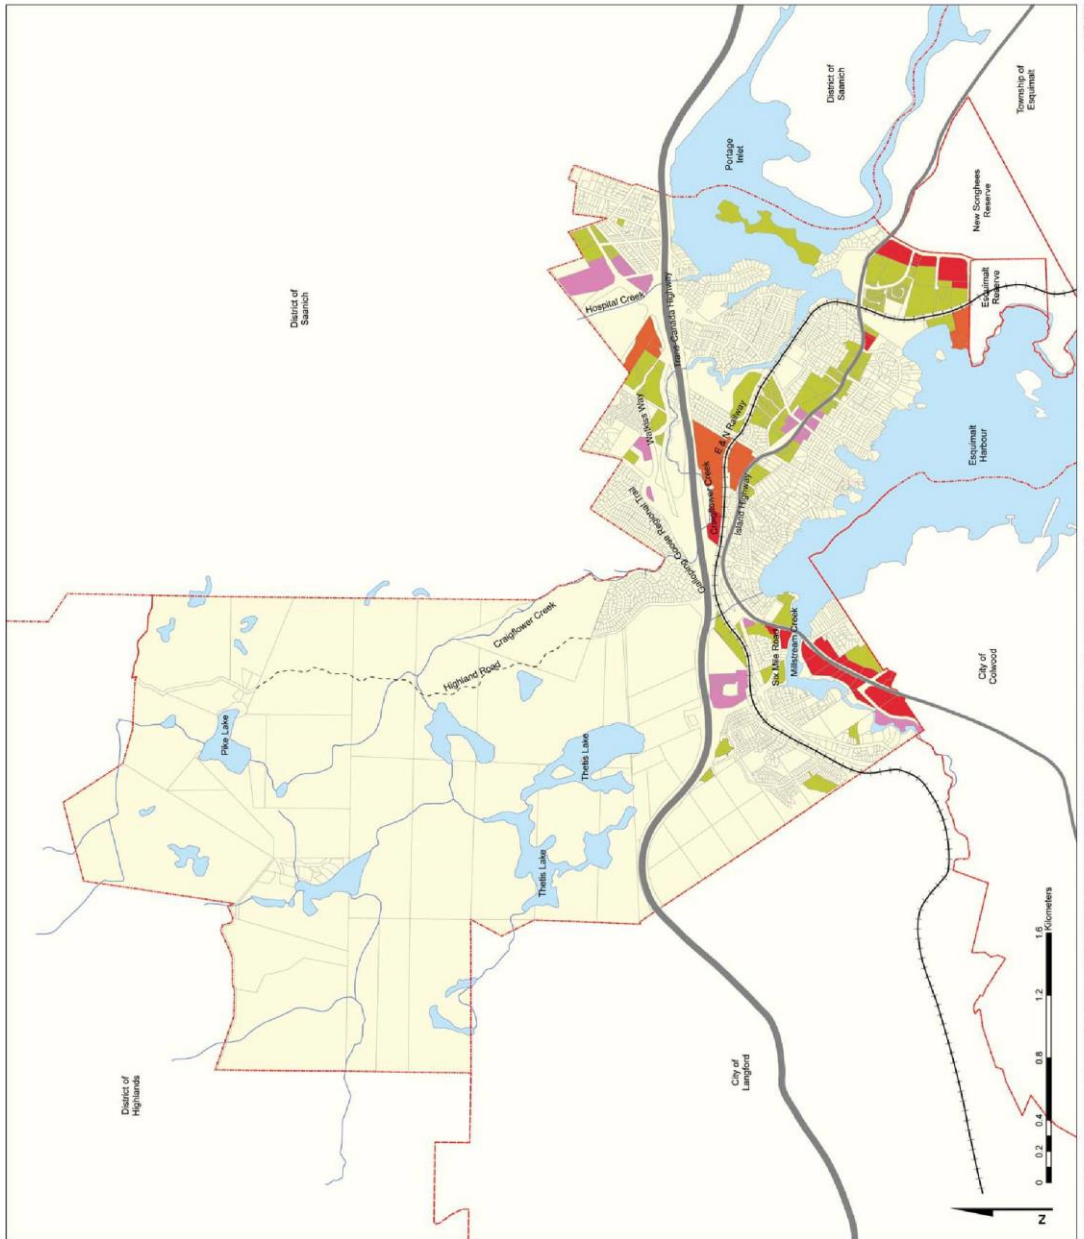 District of
Saanich
Portage
Inlet
District of
Saanich
Township of
Esquimalt
New Songhees
Reserve
Esquimalt
Reserve
Hospital Creek
Trans Canada Highway
Watkiss Way
E & N Railway
Craigflower Creek
Island Highway
Galloping Goose Regional Trail
Esquimalt
Harbour
Craigflower Creek
Highland Road
Six Mile Road
Millstream Creek
City of
Colwood
Pike Lake
Thetis Lake
Thetis Lake
District of
Highlands
City of
Langford
0 0.2 0.4 0.8 1.2 1.6
Kilometers
N